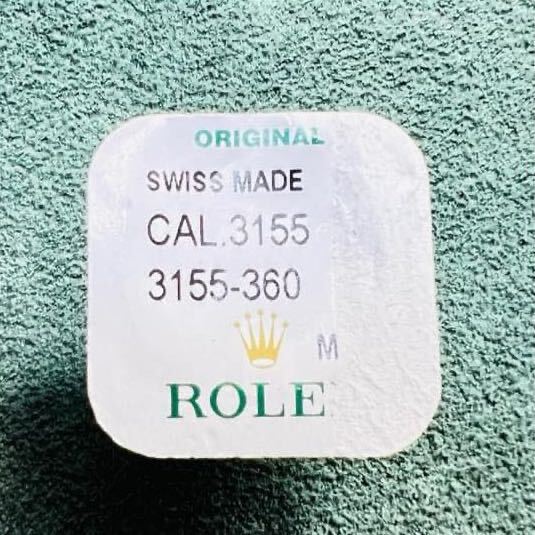 ORIGINAL
SWISS MADE
CAL.3155
3155-360
M
ROLE